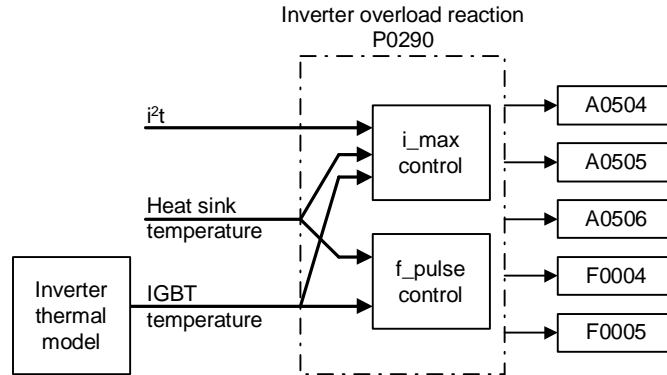 Inverter overload reaction
P0290
i²t
Heat sink
temperature
Inverter
thermal
model
IGBT
temperature
i_max
control
f_pulse
control
A0504
A0505
A0506
F0004
F0005